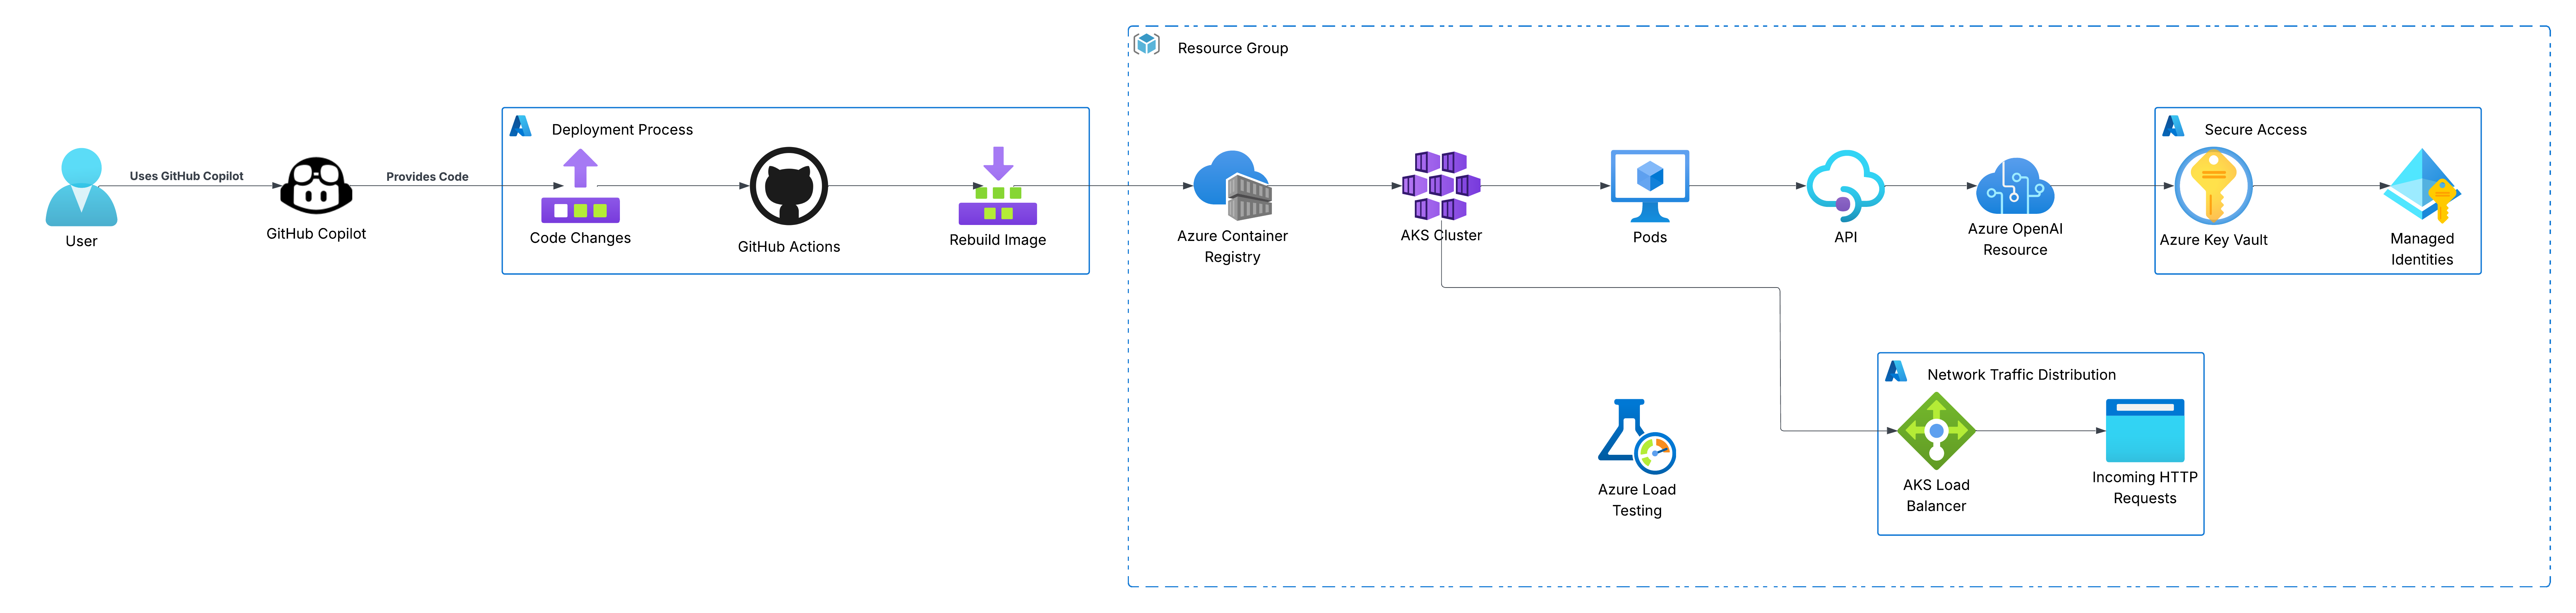 Resource Group
Deployment Process
Secure Access
Uses GitHub Copilot
Provides Code
User
GitHub Copilot
Code Changes
GitHub Actions
Rebuild Image
Azure Container
Registry
AKS Cluster
Pods
API
Azure OpenAI
Resource
Azure Key Vault
Managed
Identities
Network Traffic Distribution
Azure Load
Testing
AKS Load
Balancer
Incoming HTTP
Requests